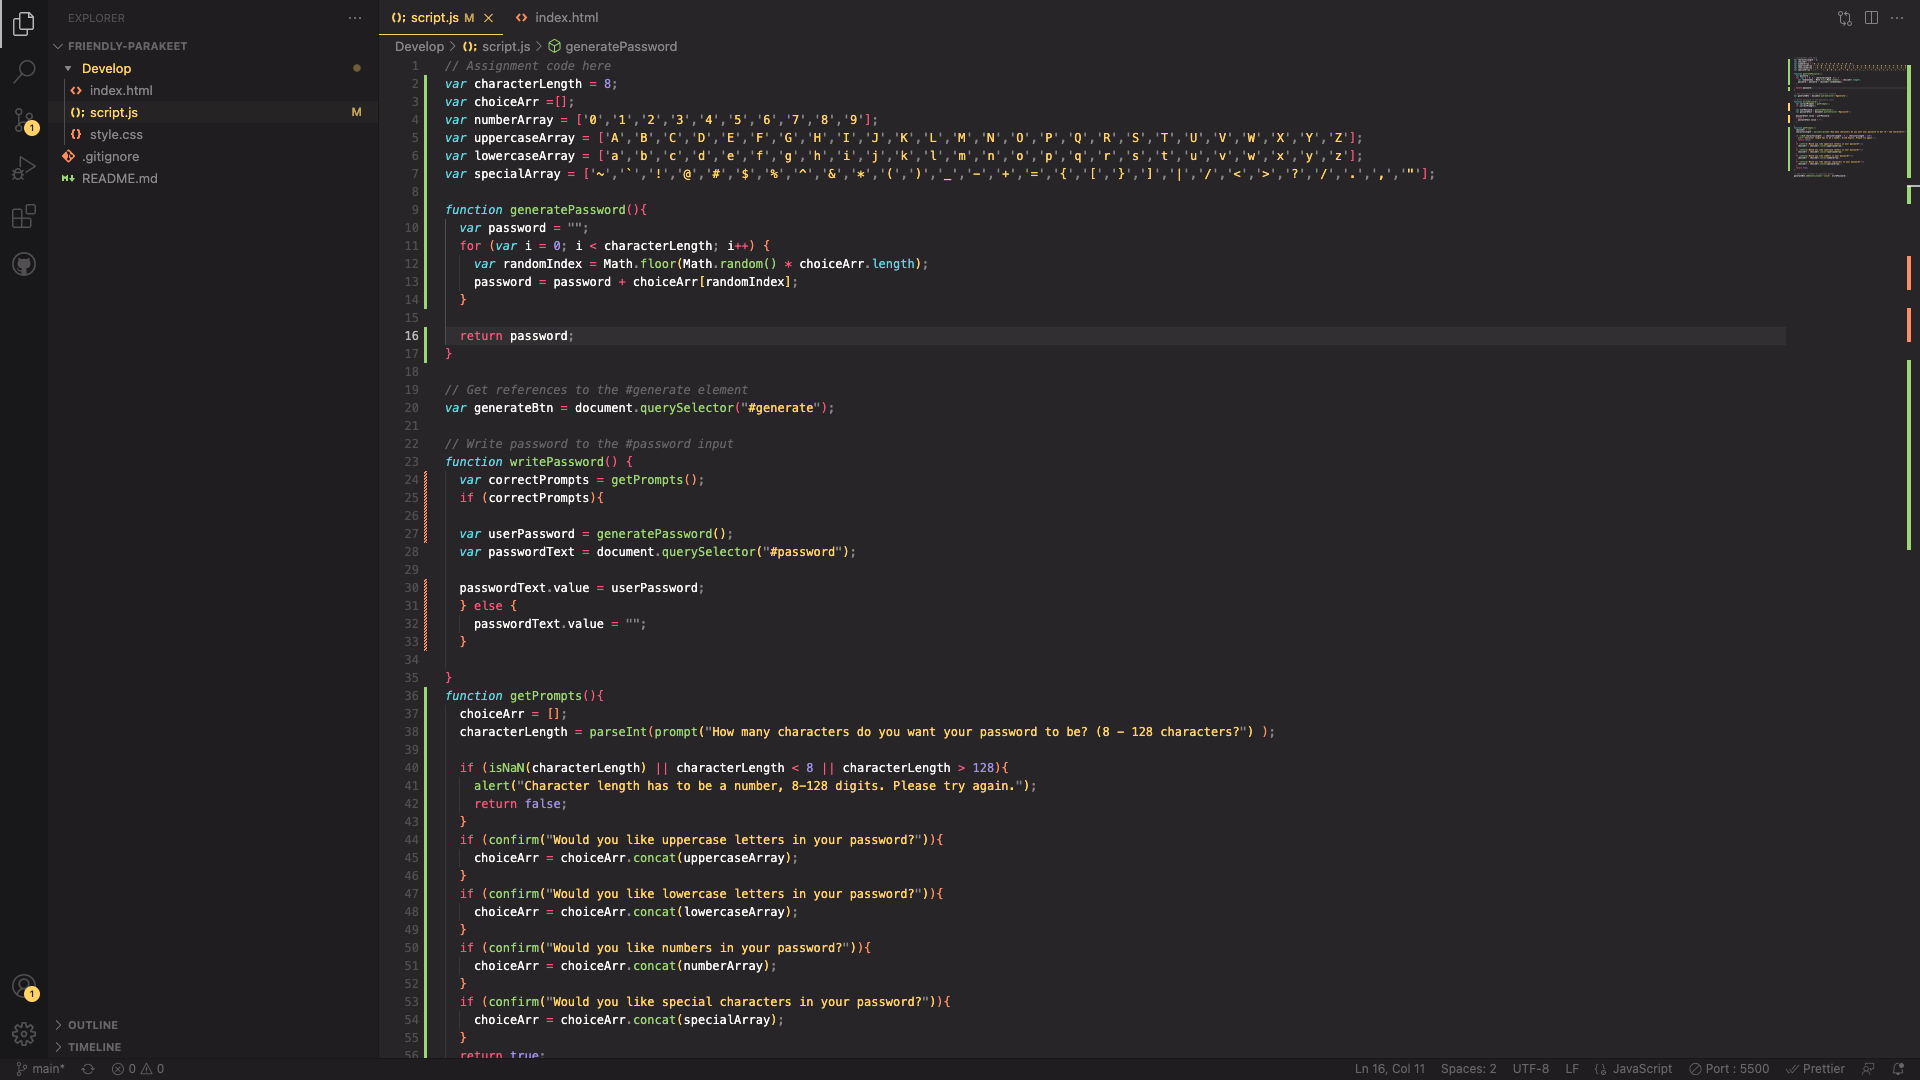 EXPLORER
FRIENDLY-PARAKEET
Develop
index.html
script.js M
style.css
.gitignore
README.md
OUTLINE
TIMELINE
1
1
script.js M
index.html
Develop > script.js > generatePassword
1 // Assignment code here
2 var characterLength = 8;
3 var choiceArr =[];
4 var numberArray = ['0','1','2','3','4','5','6','7','8','9'];
5 var uppercaseArray = ['A','B','C','D','E','F','G','H','I','J','K','L','M','N','O','P','Q','R','S','T','U','V','W','X','Y','Z'];
6 var lowercaseArray = ['a','b','c','d','e','f','g','h','i','j','k','l','m','n','o','p','q','r','s','t','u','v','w','x','y','z'];
7 var specialArray = ['~','`','!','@','#','$','%','^','&','*','(',')','_','-','+','=','{','[','}',']','|','/','<','>','?','/','.',',','"'];
8
9 function generatePassword(){
10 var password = "";
11 for (var i = 0; i < characterLength; i++) {
12 var randomIndex = Math.floor(Math.random() * choiceArr.length);
13 password = password + choiceArr[randomIndex];
14 }
15
16 return password;
17 }
18
19 // Get references to the #generate element
20 var generateBtn = document.querySelector("#generate");
21
22 // Write password to the #password input
23 function writePassword() {
24 var correctPrompts = getPrompts();
25 if (correctPrompts){
26
27 var userPassword = generatePassword();
28 var passwordText = document.querySelector("#password");
29
30 passwordText.value = userPassword;
31 } else {
32 passwordText.value = "";
33 }
34
35 }
36 function getPrompts(){
37 choiceArr = [];
38 characterLength = parseInt(prompt("How many characters do you want your password to be? (8 - 128 characters?") );
39
40 if (isNaN(characterLength) || characterLength < 8 || characterLength > 128){
41 alert("Character length has to be a number, 8-128 digits. Please try again.");
42 return false;
43 }
44 if (confirm("Would you like uppercase letters in your password?")){
45 choiceArr = choiceArr.concat(uppercaseArray);
46 }
47 if (confirm("Would you like lowercase letters in your password?")){
48 choiceArr = choiceArr.concat(lowercaseArray);
49 }
50 if (confirm("Would you like numbers in your password?")){
51 choiceArr = choiceArr.concat(numberArray);
52 }
53 if (confirm("Would you like special characters in your password?")){
54 choiceArr = choiceArr.concat(specialArray);
55 }
56 return true;
main* 0 0 Ln 16, Col 11 Spaces: 2 UTF-8 LF JavaScript Port : 5500 Prettier